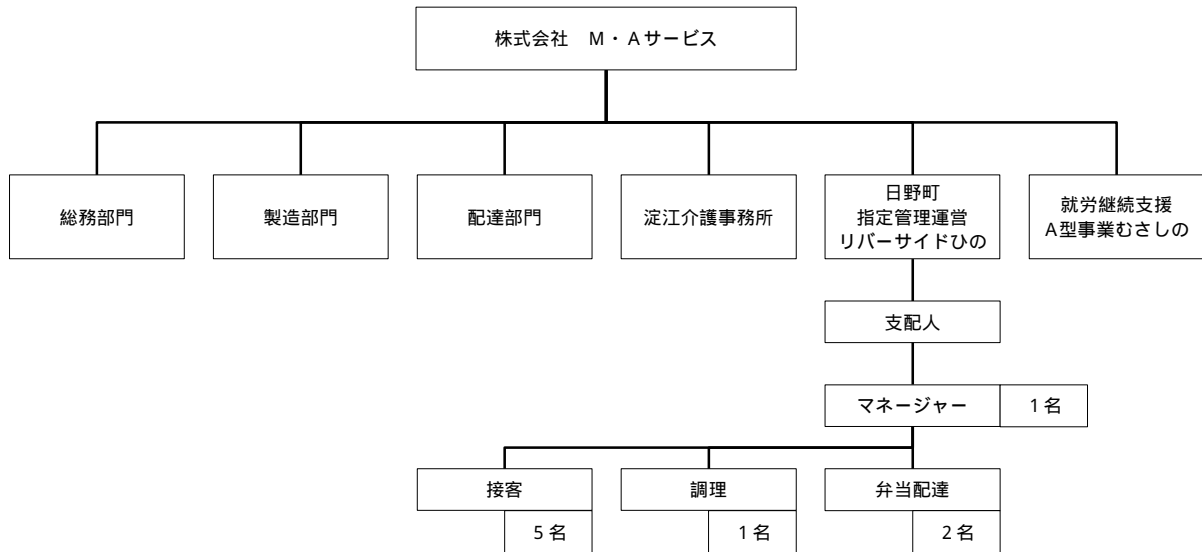 株式会社　Ｍ・Ａサービス
総務部門
製造部門
配達部門
淀江介護事務所
日野町
指定管理運営
リバーサイドひの
就労継続支援
A型事業むさしの
支配人
マネージャー
１名
接客
５名
調理
１名
弁当配達
２名